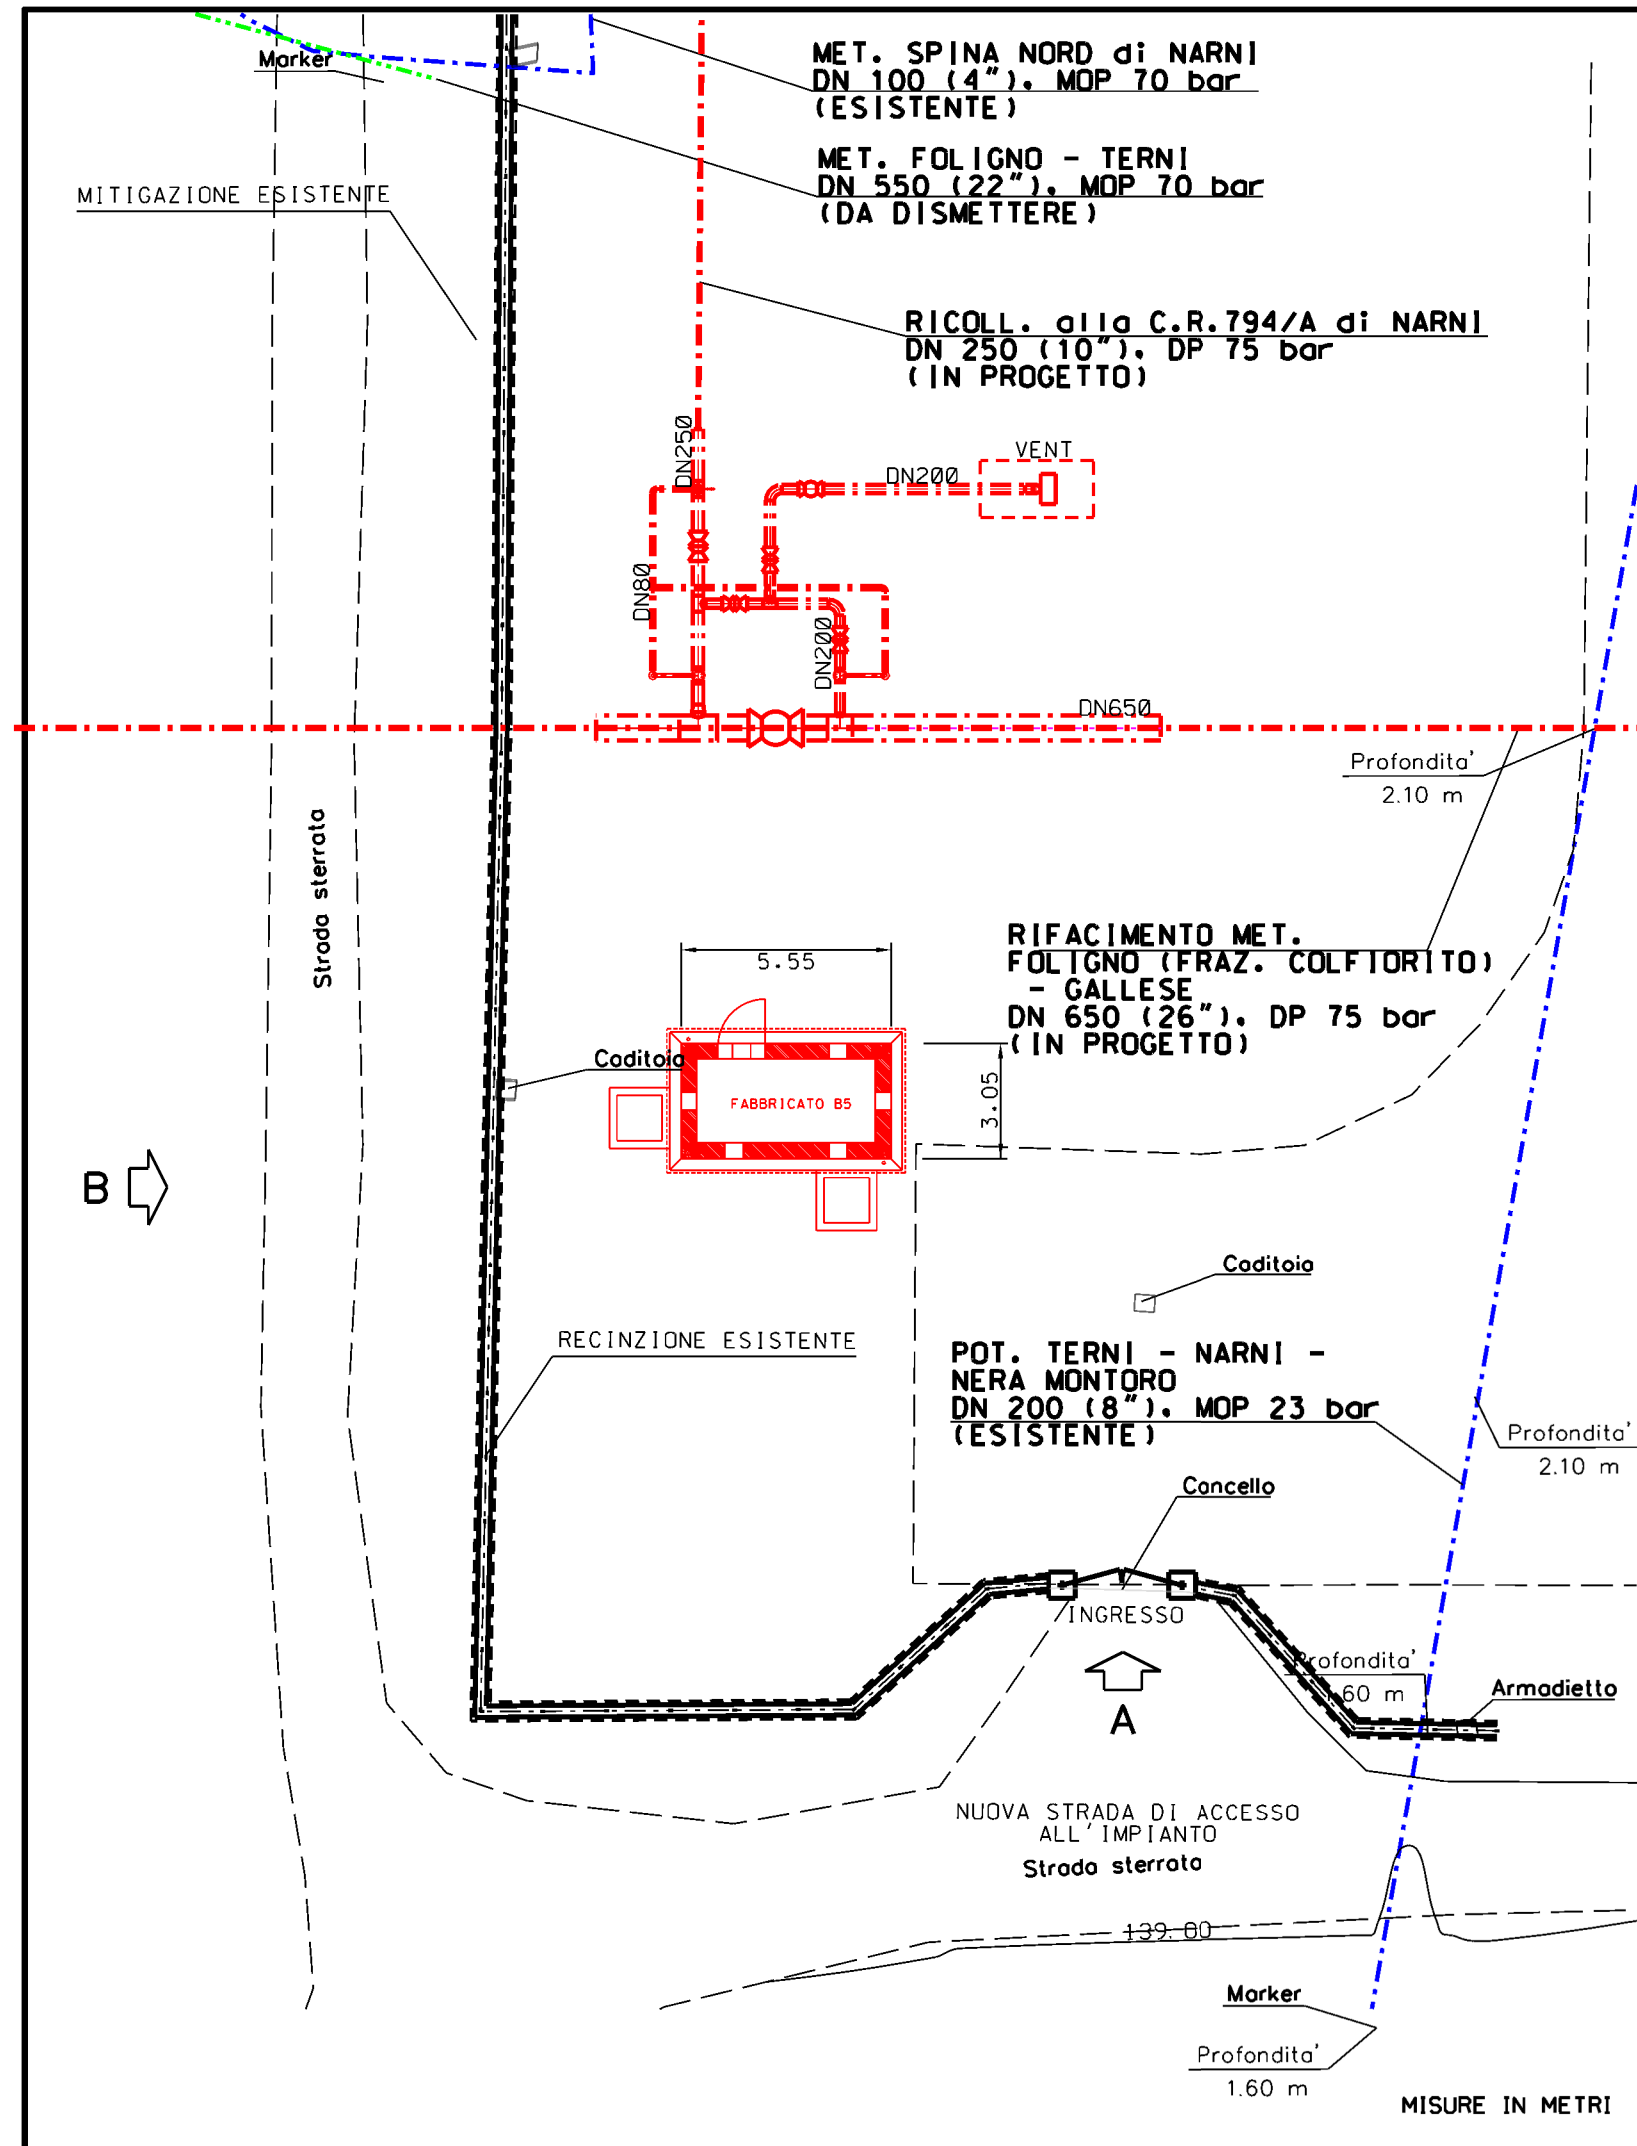 Marker
MET. SPINA NORD di NARNI
DN 100 (4"), MOP 70 bar
(ESISTENTE)
MET. FOLIGNO - TERNI
DN 550 (22"), MOP 70 bar
(DA DISMETTERE)
MITIGAZIONE ESISTENTE
RICOLL. alla C.R.794/A di NARNI
DN 250 (10"), DP 75 bar
(IN PROGETTO)
DN250
VENT
DN200
DN80
DN200
DN650
Profondita'
2.10 m
Strada sterrata
RIFACIMENTO MET.
FOLIGNO (FRAZ. COLFIORITO)
- GALLESE
DN 650 (26"), DP 75 bar
(IN PROGETTO)
5.55
Caditoia
FABBRICATO B5
3.05
B
Caditoia
RECINZIONE ESISTENTE
POT. TERNI - NARNI -
NERA MONTORO
DN 200 (8"), MOP 23 bar
(ESISTENTE)
Profondita'
2.10 m
Cancello
INGRESSO
Profondita'
60 m
Armadietto
A
NUOVA STRADA DI ACCESSO
ALL'IMPIANTO
Strada sterrata
139.00
Marker
Profondita'
1.60 m
MISURE IN METRI